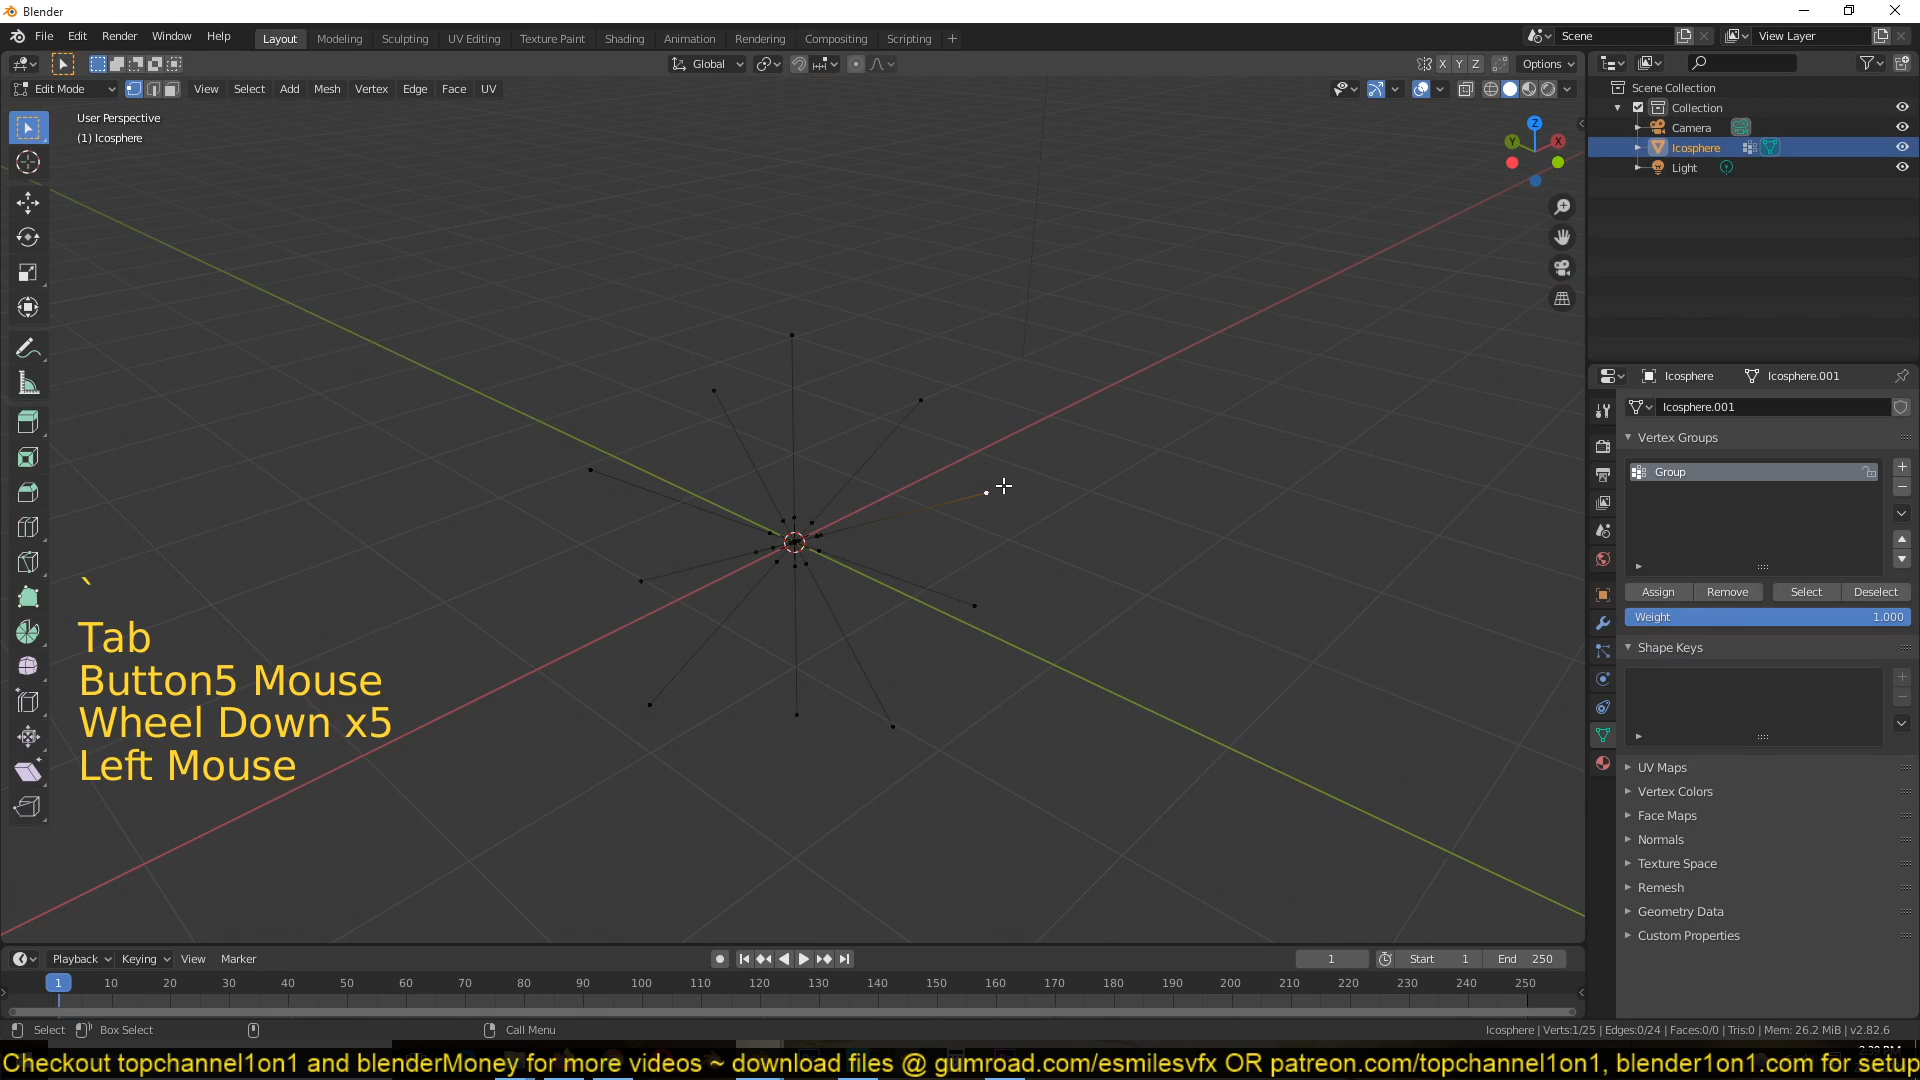 Blender
File Edit Render Window Help Layout Modeling Sculpting UV Editing Texture Paint Shading Animation Rendering Compositing Scripting + Scene View Layer
Global X Y Z Options
Edit Mode View Select Add Mesh Vertex Edge Face UV
User Perspective
(1) Icosphere
Z
Y
X
Scene Collection
Collection
Camera
Icosphere
Light
Icosphere Icosphere.001
Icosphere.001
Vertex Groups
Group
Assign Remove Select Deselect
Weight 1.000
Shape Keys
UV Maps
Vertex Colors
Face Maps
Normals
Texture Space
Remesh
Geometry Data
Custom Properties
`
Tab
Button5 Mouse
Wheel Down x5
Left Mouse
Playback Keying View Marker 1 Start 1 End 250
1 10 20 30 40 50 60 70 80 90 100 110 120 130 140 150 160 170 180 190 200 210 220 230 240 250
Select Box Select Call Menu Icosphere | Verts:1/25 | Edges:0/24 | Faces:0/0 | Tris:0 | Mem: 26.2 MiB | v2.82.6
Checkout topchannel1on1 and blenderMoney for more videos ~ download files @ gumroad.com/esmilesvfx OR patreon.com/topchannel1on1, blender1on1.com for setup